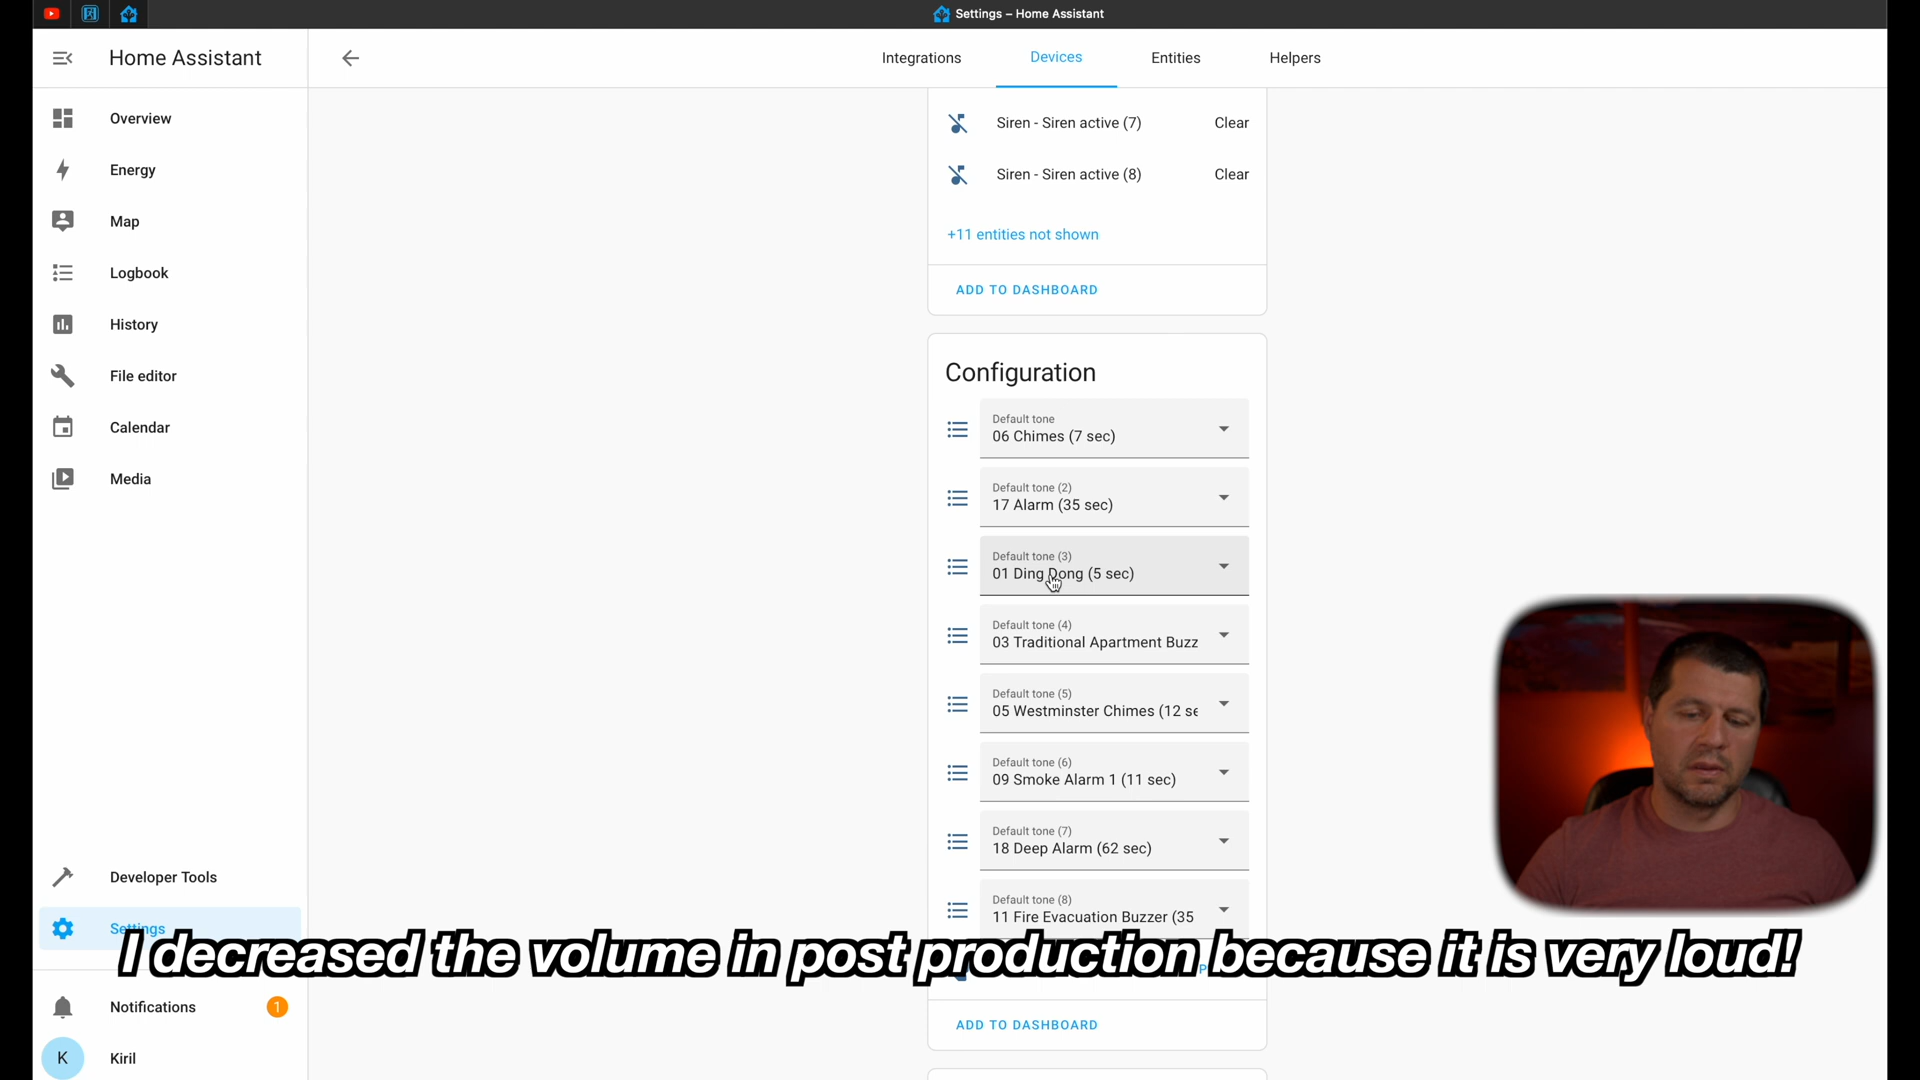 Settings – Home Assistant
Home Assistant
Integrations
Devices
Entities
Helpers
Overview
Energy
Map
Logbook
History
File editor
Calendar
Media
Developer Tools
Settings
Notifications
1
K
Kiril
Siren - Siren active (7)
Clear
Siren - Siren active (8)
Clear
+11 entities not shown
ADD TO DASHBOARD
Configuration
Default tone
06 Chimes (7 sec)
Default tone (2)
17 Alarm (35 sec)
Default tone (3)
01 Ding Dong (5 sec)
Default tone (4)
03 Traditional Apartment Buzz
Default tone (5)
05 Westminster Chimes (12 se
Default tone (6)
09 Smoke Alarm 1 (11 sec)
Default tone (7)
18 Deep Alarm (62 sec)
Default tone (8)
11 Fire Evacuation Buzzer (35
I decreased the volume in post production because it is very loud!
ADD TO DASHBOARD